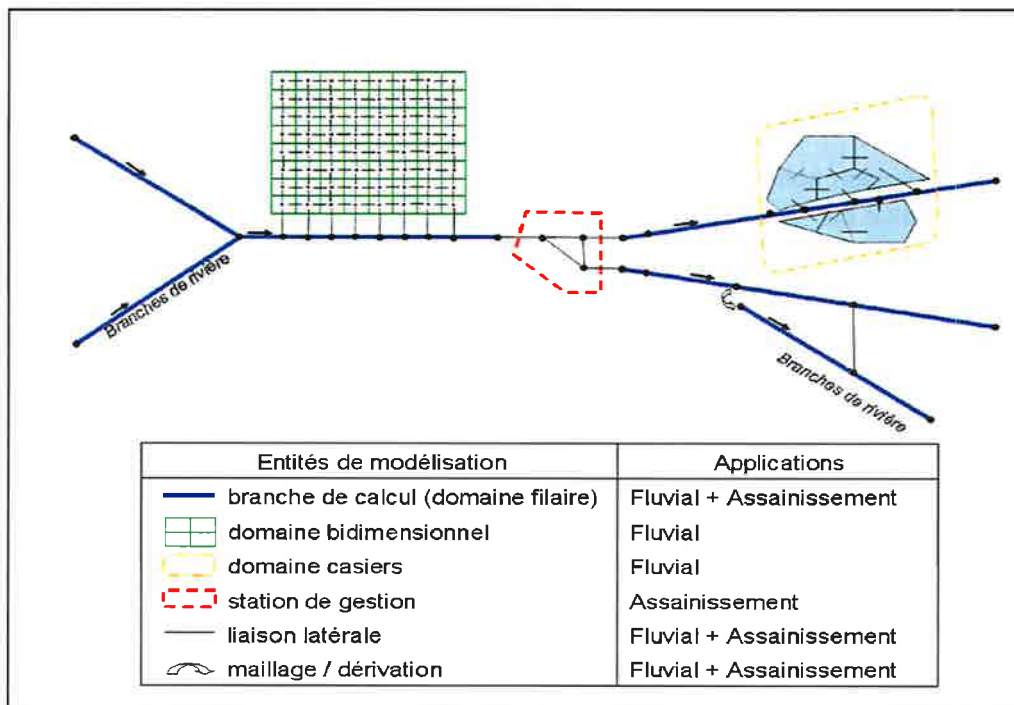 Branches de rivière
Branches de rivière
Entités de modélisation Applications
branche de calcul (domaine filaire) Fluvial + Assainissement
domaine bidimensionnel Fluvial
domaine casiers Fluvial
station de gestion Assainissement
liaison latérale Fluvial + Assainissement
maillage / dérivation Fluvial + Assainissement